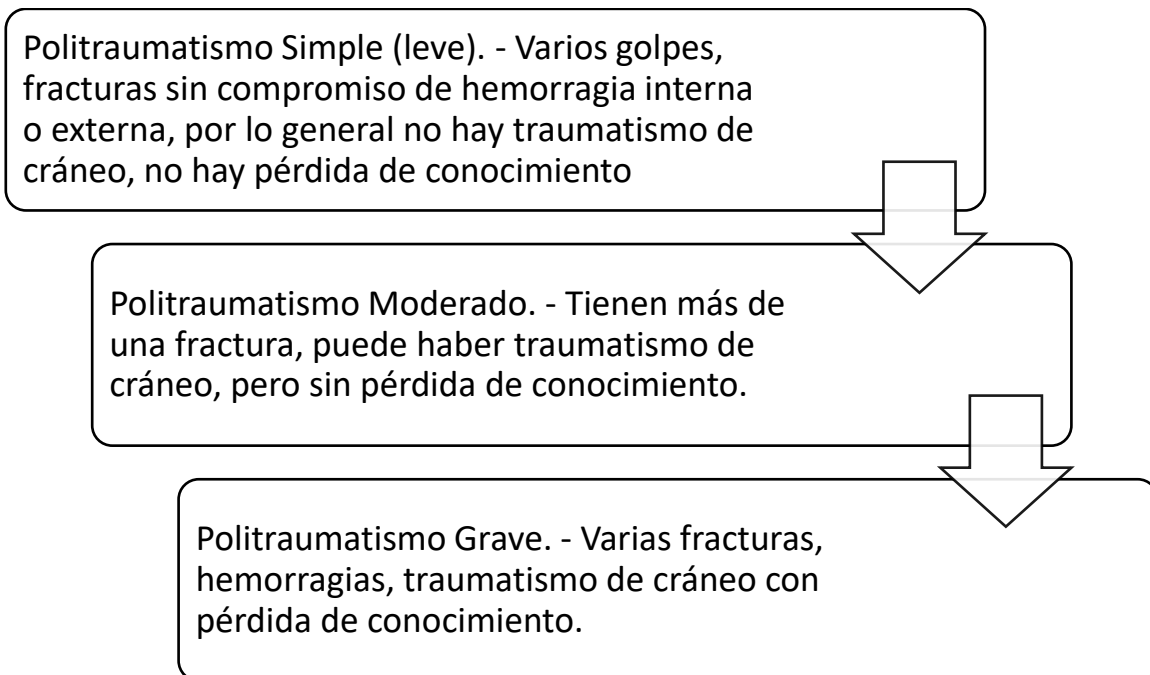 Politraumatismo Simple (leve). - Varios golpes,
fracturas sin compromiso de hemorragia interna
o externa, por lo general no hay traumatismo de
cráneo, no hay pérdida de conocimiento
Politraumatismo Moderado. - Tienen más de
una fractura, puede haber traumatismo de
cráneo, pero sin pérdida de conocimiento.
Politraumatismo Grave. - Varias fracturas,
hemorragias, traumatismo de cráneo con
pérdida de conocimiento.